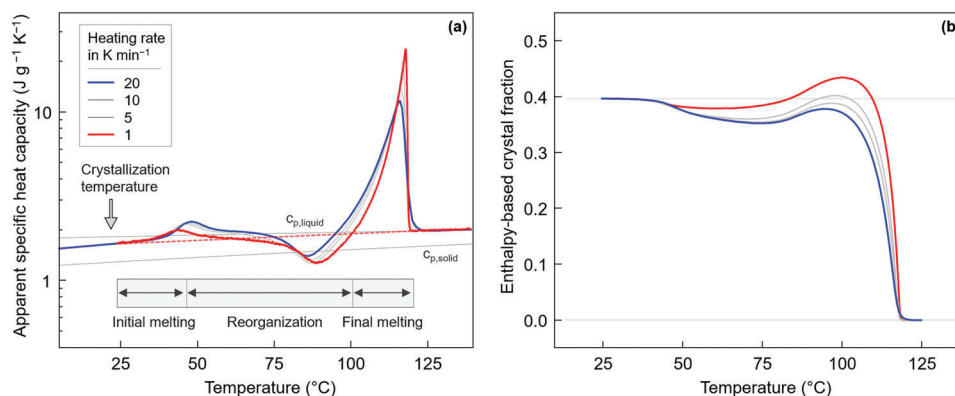 (a)
Apparent specific heat capacity (J g⁻¹ K⁻¹)
10
1
Heating rate
in K min⁻¹
20
10
5
1
Crystallization
temperature
cp,liquid
cp,solid
Initial melting
Reorganization
Final melting
25
50
75
100
125
Temperature (°C)
(b)
Enthalpy-based crystal fraction
0.5
0.4
0.3
0.2
0.1
0.0
25
50
75
100
125
Temperature (°C)